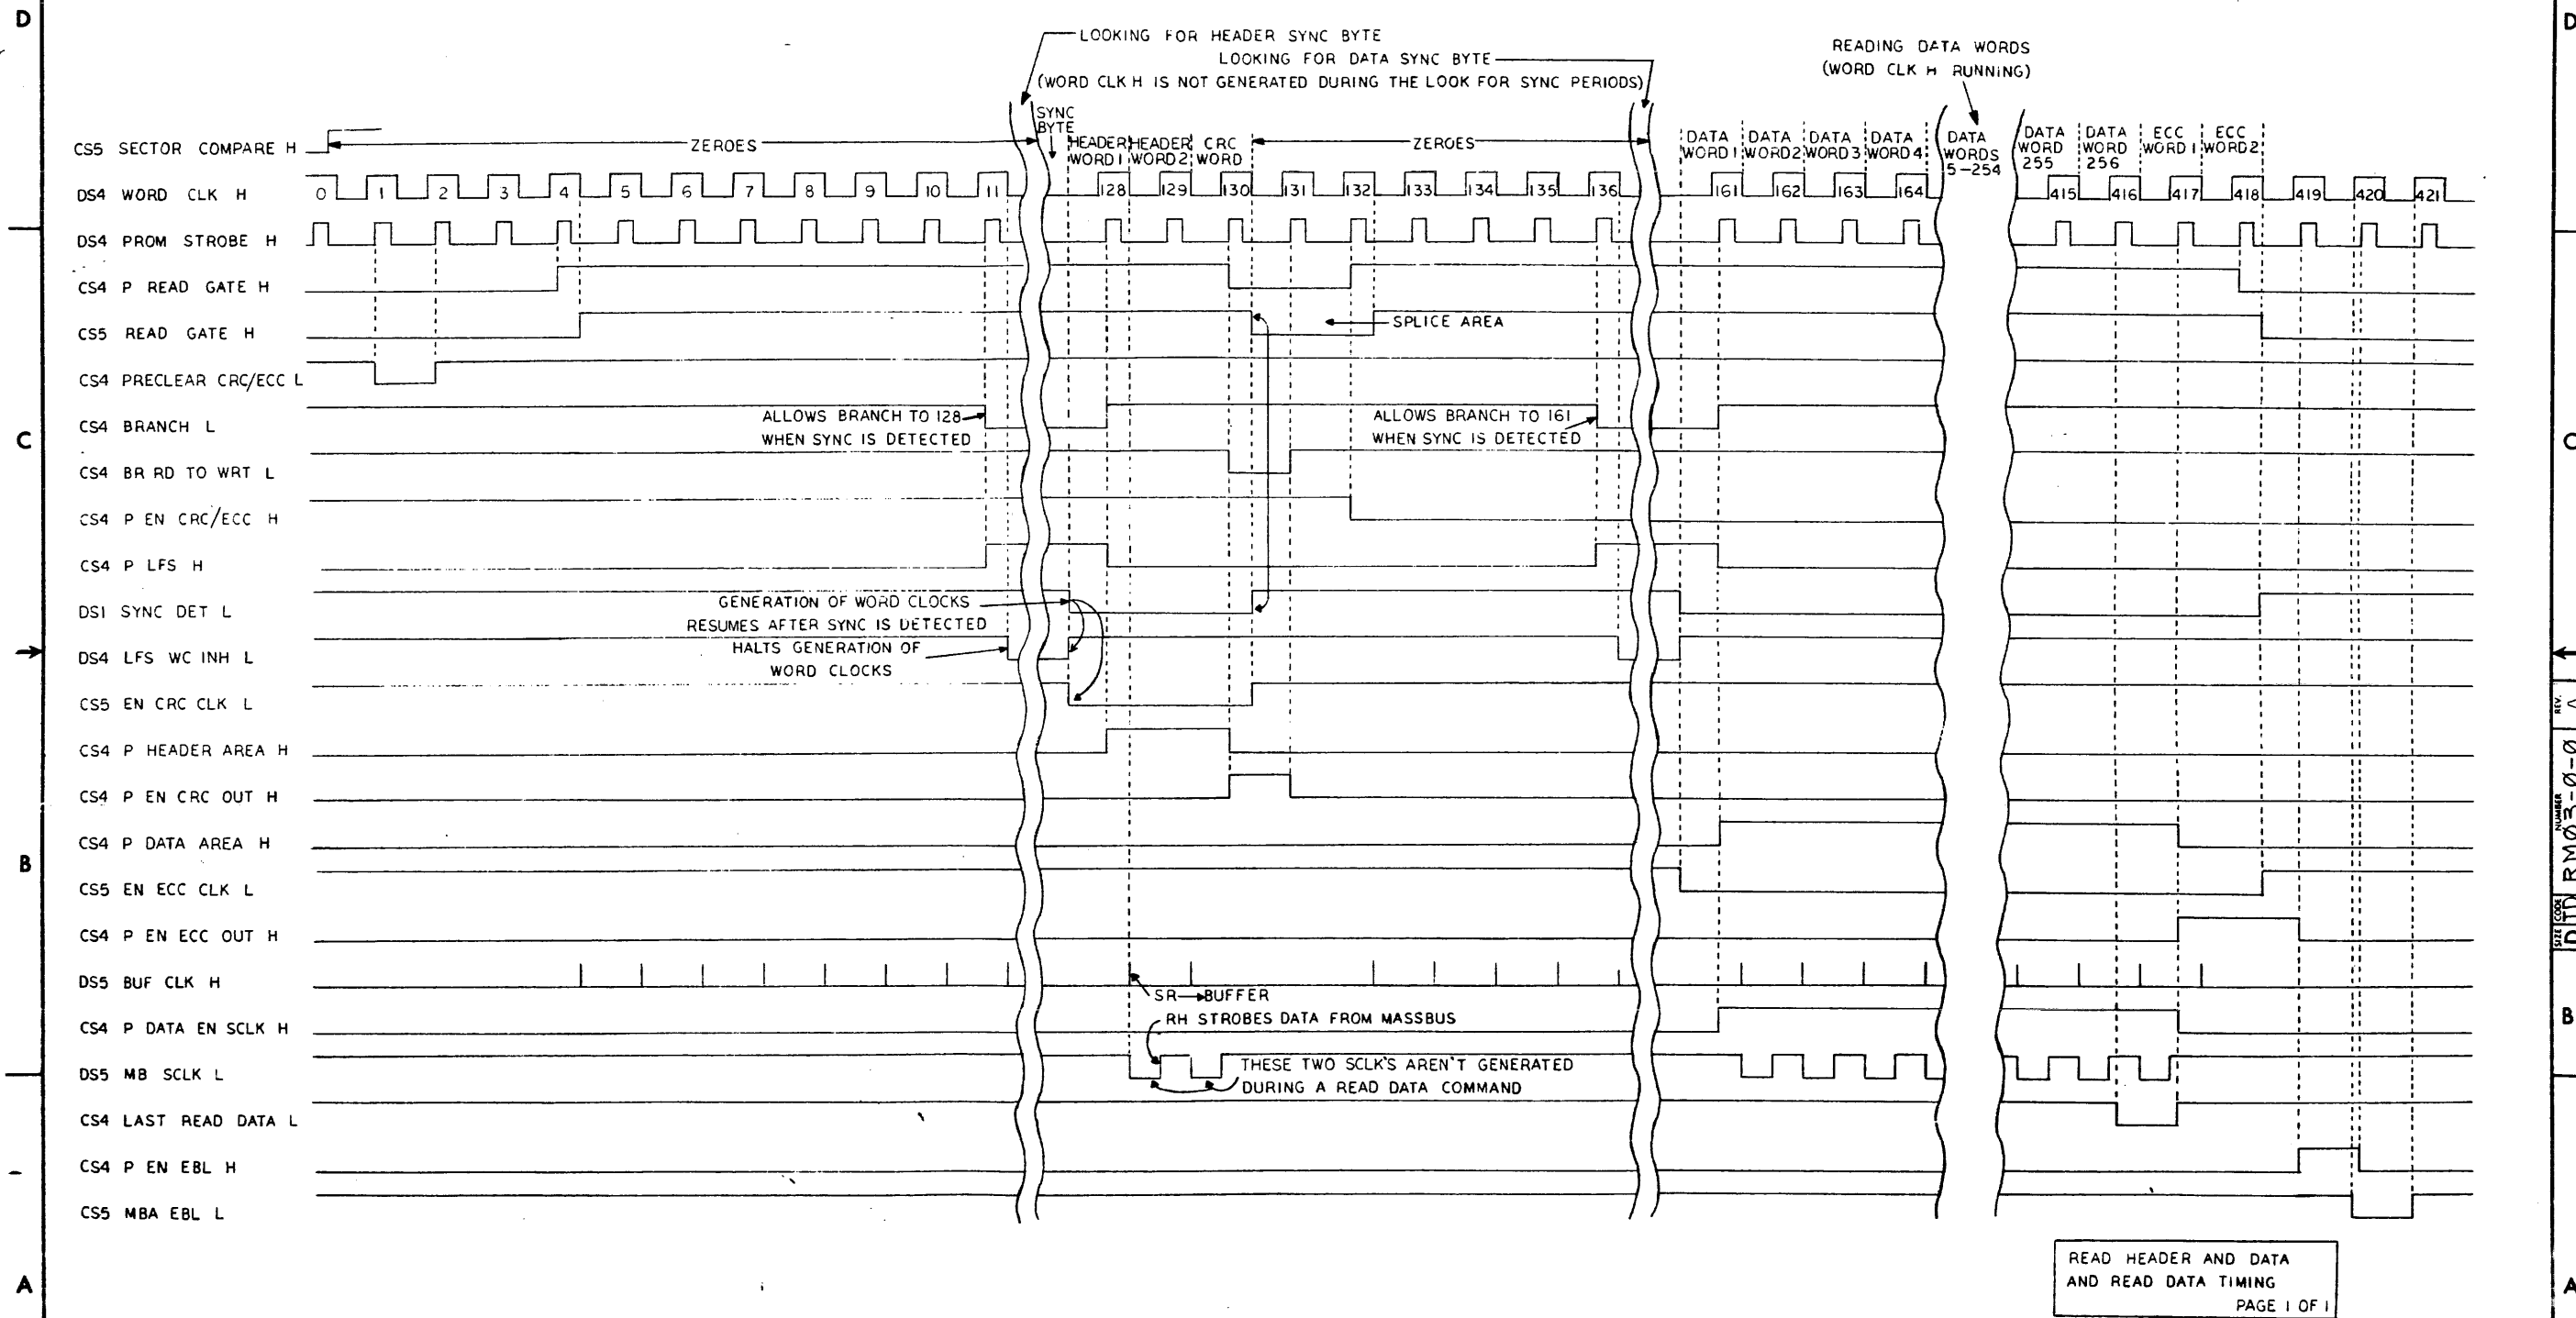 D
D
LOOKING FOR HEADER SYNC BYTE
LOOKING FOR DATA SYNC BYTE
(WORD CLK H IS NOT GENERATED DURING THE LOOK FOR SYNC PERIODS)
READING DATA WORDS
(WORD CLK H RUNNING)
CS5 SECTOR COMPARE H
ZEROES
SYNC
BYTE
HEADER
WORD 1
HEADER
WORD 2
CRC
WORD
ZEROES
DATA
WORD 1
DATA
WORD 2
DATA
WORD 3
DATA
WORD 4
DATA
WORDS
5-254
DATA
WORD
255
DATA
WORD
256
ECC
WORD 1
ECC
WORD 2
DS4 WORD CLK H
0 1 2 3 4 5 6 7 8 9 10 11 128 129 130 131 132 133 134 135 136 161 162 163 164 415 416 417 418 419 420 421
DS4 PROM STROBE H
CS4 P READ GATE H
CS5 READ GATE H
SPLICE AREA
CS4 PRECLEAR CRC/ECC L
CS4 BRANCH L
ALLOWS BRANCH TO 128
WHEN SYNC IS DETECTED
ALLOWS BRANCH TO 161
WHEN SYNC IS DETECTED
C
C
CS4 BR RD TO WRT L
CS4 P EN CRC/ECC H
CS4 P LFS H
DS1 SYNC DET L
GENERATION OF WORD CLOCKS
RESUMES AFTER SYNC IS DETECTED
DS4 LFS WC INH L
HALTS GENERATION OF
WORD CLOCKS
CS5 EN CRC CLK L
CS4 P HEADER AREA H
CS4 P EN CRC OUT H
CS4 P DATA AREA H
B
CS5 EN ECC CLK L
CS4 P EN ECC OUT H
DS5 BUF CLK H
SR→BUFFER
CS4 P DATA EN SCLK H
RH STROBES DATA FROM MASSBUS
B
DS5 MB SCLK L
THESE TWO SCLK'S AREN'T GENERATED
DURING A READ DATA COMMAND
CS4 LAST READ DATA L
CS4 P EN EBL H
CS5 MBA EBL L
SIZE
D
CODE
TD
NUMBER
RMØ3-Ø-Ø
REV.
A
READ HEADER AND DATA
AND READ DATA TIMING
PAGE 1 OF 1
A
A